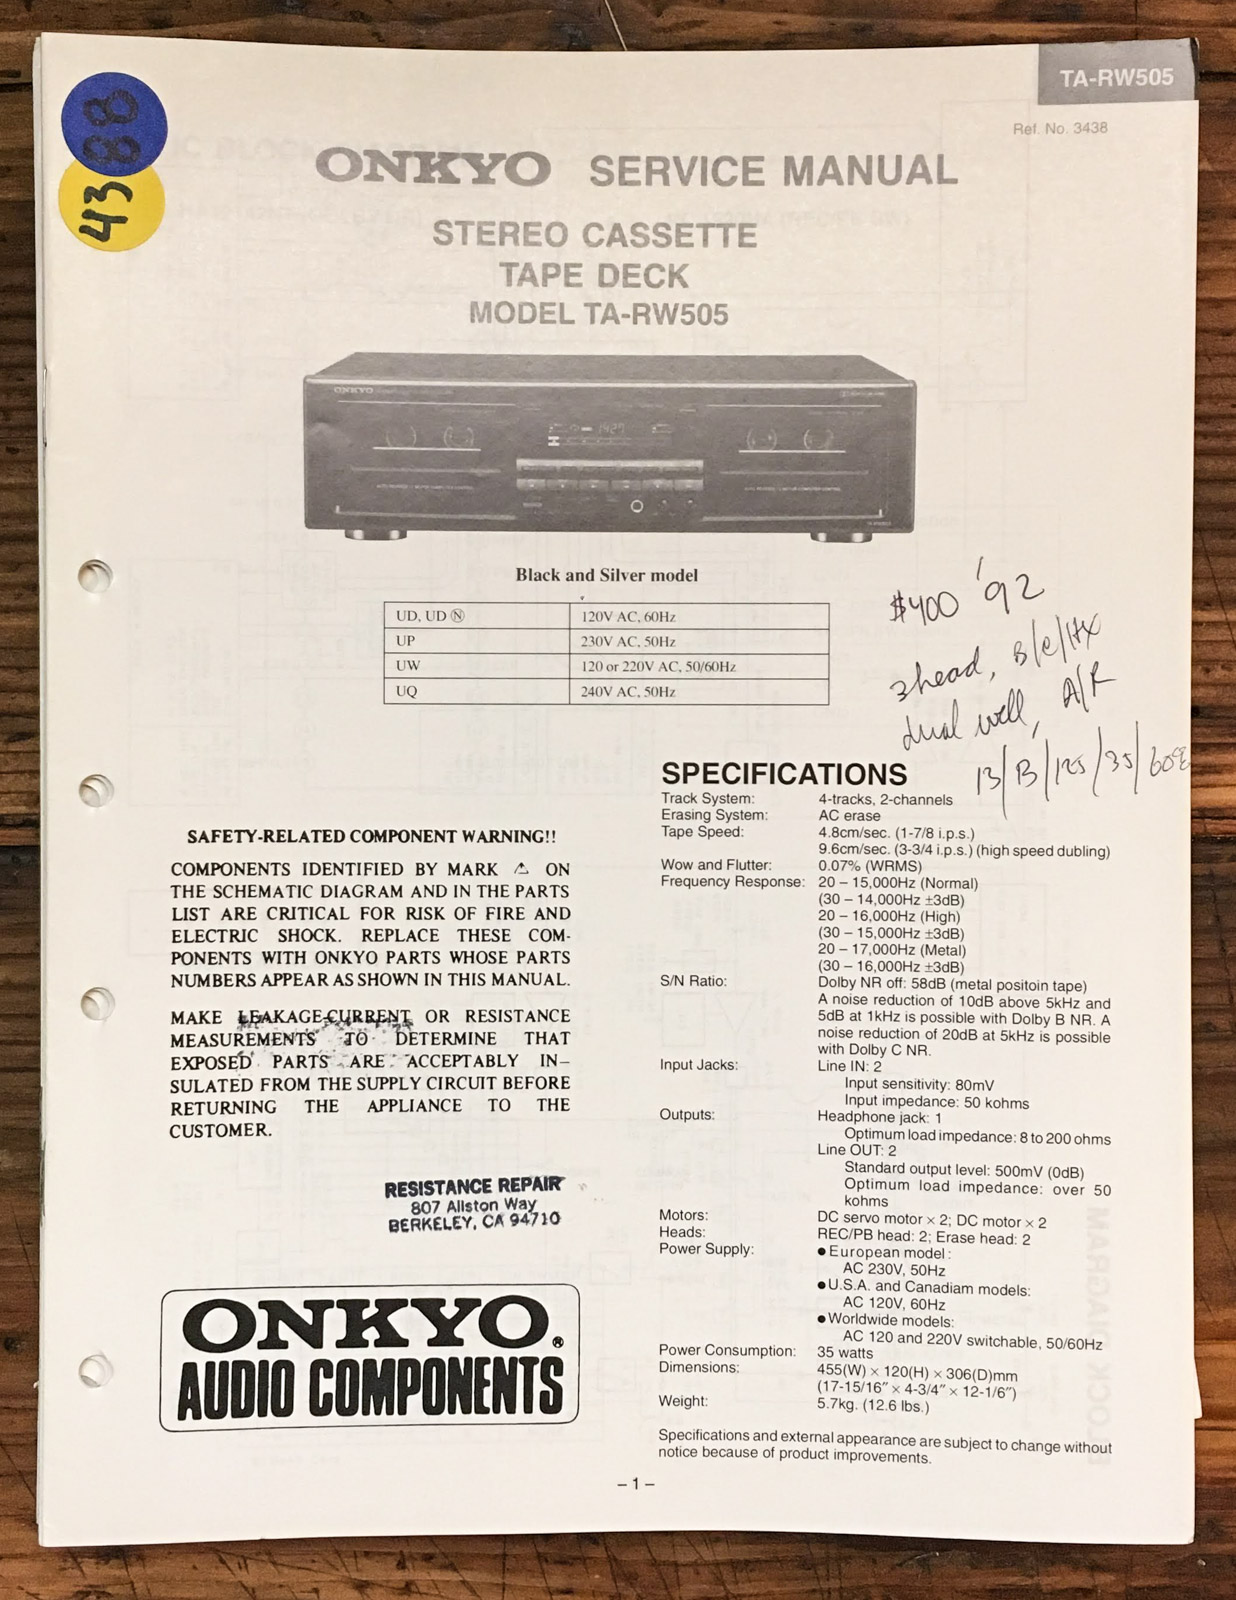 TA-RW505
Ref. No. 3438
88
43
ONKYO SERVICE MANUAL
STEREO CASSETTE
TAPE DECK
MODEL TA-RW505
ONKYO
Black and Silver model
UD, UD Ⓝ 120V AC, 60Hz
UP 230V AC, 50Hz
UW 120 or 220V AC, 50/60Hz
UQ 240V AC, 50Hz
$400 '92
3head, B/C/HX
dual well, A/R
13/B/125/35/60
SAFETY-RELATED COMPONENT WARNING!!
COMPONENTS IDENTIFIED BY MARK ⚠ ON
THE SCHEMATIC DIAGRAM AND IN THE PARTS
LIST ARE CRITICAL FOR RISK OF FIRE AND
ELECTRIC SHOCK. REPLACE THESE COM-
PONENTS WITH ONKYO PARTS WHOSE PARTS
NUMBERS APPEAR AS SHOWN IN THIS MANUAL.
MAKE LEAKAGE-CURRENT OR RESISTANCE
MEASUREMENTS TO DETERMINE THAT
EXPOSED PARTS ARE ACCEPTABLY IN-
SULATED FROM THE SUPPLY CIRCUIT BEFORE
RETURNING THE APPLIANCE TO THE
CUSTOMER.
RESISTANCE REPAIR
807 Allston Way
BERKELEY, CA 94710
ONKYO®
AUDIO COMPONENTS
SPECIFICATIONS
Track System: 4-tracks, 2-channels
Erasing System: AC erase
Tape Speed: 4.8cm/sec. (1-7/8 i.p.s.)
9.6cm/sec. (3-3/4 i.p.s.) (high speed dubling)
Wow and Flutter: 0.07% (WRMS)
Frequency Response: 20 – 15,000Hz (Normal)
(30 – 14,000Hz ±3dB)
20 – 16,000Hz (High)
(30 – 15,000Hz ±3dB)
20 – 17,000Hz (Metal)
(30 – 16,000Hz ±3dB)
S/N Ratio: Dolby NR off: 58dB (metal positoin tape)
A noise reduction of 10dB above 5kHz and
5dB at 1kHz is possible with Dolby B NR. A
noise reduction of 20dB at 5kHz is possible
with Dolby C NR.
Input Jacks: Line IN: 2
Input sensitivity: 80mV
Input impedance: 50 kohms
Outputs: Headphone jack: 1
Optimum load impedance: 8 to 200 ohms
Line OUT: 2
Standard output level: 500mV (0dB)
Optimum load impedance: over 50
kohms
Motors: DC servo motor × 2; DC motor × 2
Heads: REC/PB head: 2; Erase head: 2
Power Supply: ● European model:
AC 230V, 50Hz
● U.S.A. and Canadiam models:
AC 120V, 60Hz
● Worldwide models:
AC 120 and 220V switchable, 50/60Hz
Power Consumption: 35 watts
Dimensions: 455(W) × 120(H) × 306(D)mm
(17-15/16″ × 4-3/4″ × 12-1/6″)
Weight: 5.7kg. (12.6 lbs.)
Specifications and external appearance are subject to change without
notice because of product improvements.
– 1 –